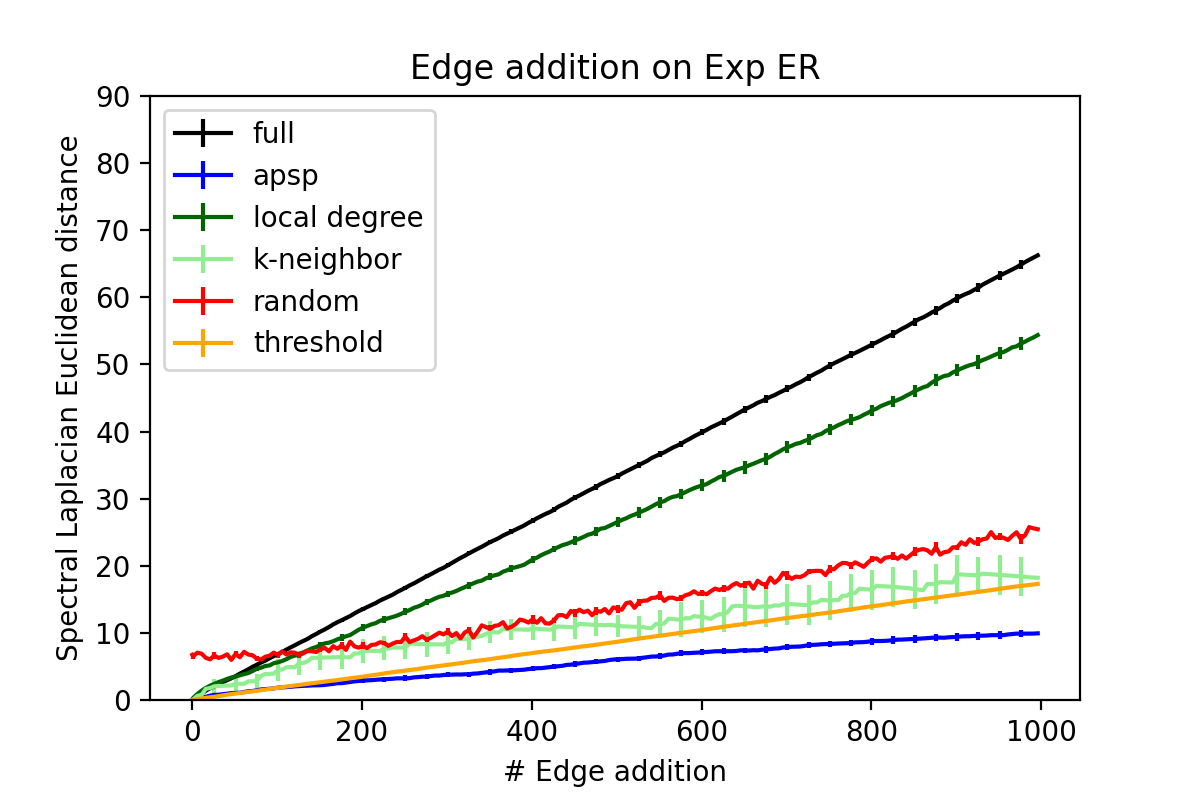 Edge addition on Exp ER
Spectral Laplacian Euclidean distance
90
80
70
60
50
40
30
20
10
0
full
apsp
local degree
k-neighbor
random
threshold
0 200 400 600 800 1000
# Edge addition